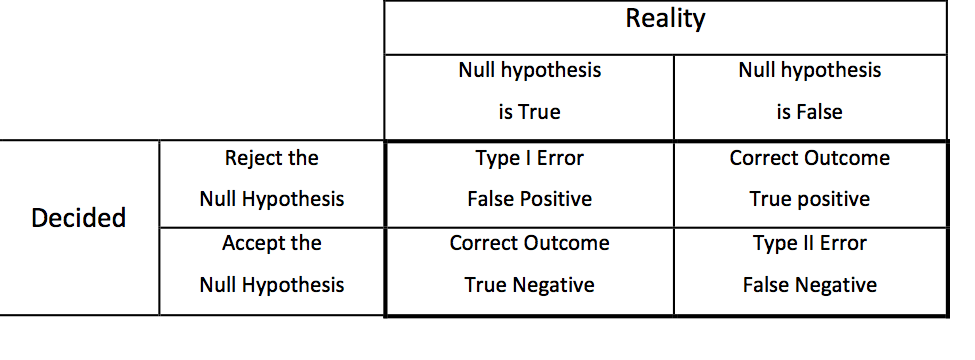 Reality
Null hypothesis
is True
Null hypothesis
is False
Decided
Reject the
Null Hypothesis
Type I Error
False Positive
Correct Outcome
True positive
Accept the
Null Hypothesis
Correct Outcome
True Negative
Type II Error
False Negative